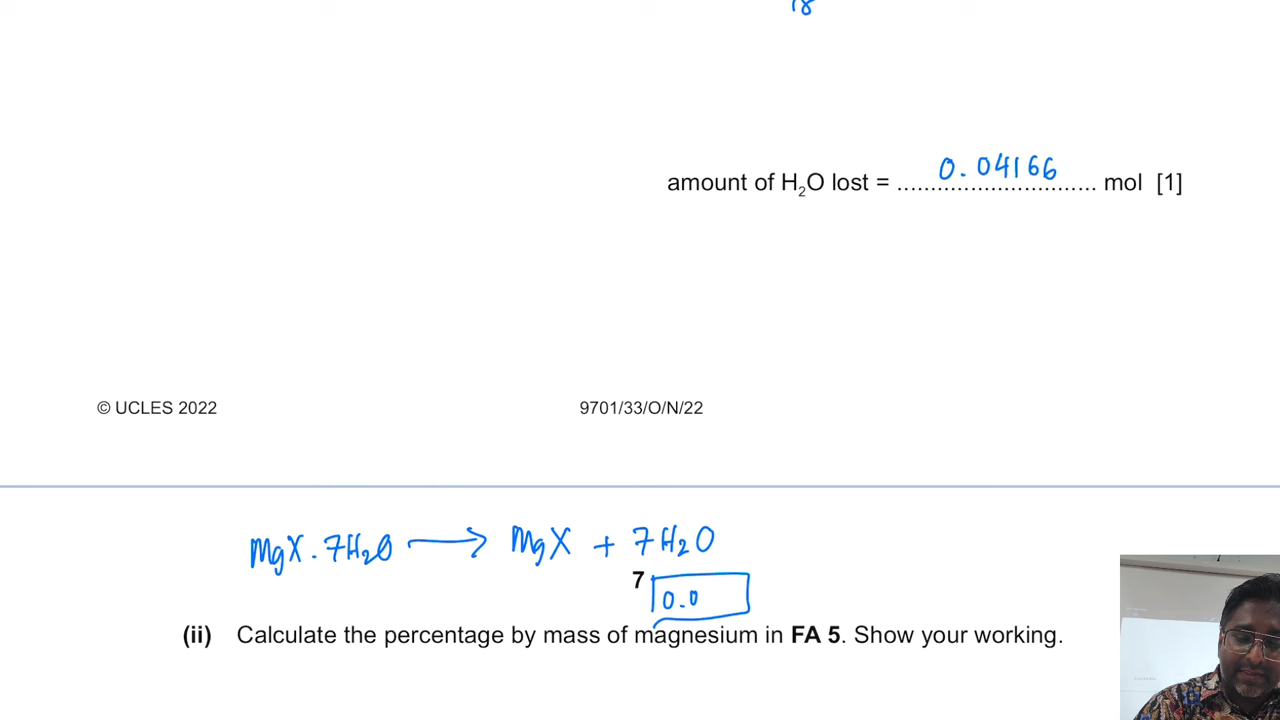 18
0.04166
amount of H₂O lost = .............................. mol [1]
© UCLES 2022
9701/33/O/N/22
MgX . 7H₂O ⟶ MgX + 7H₂O
7
0.0
(ii) Calculate the percentage by mass of magnesium in FA 5. Show your working.